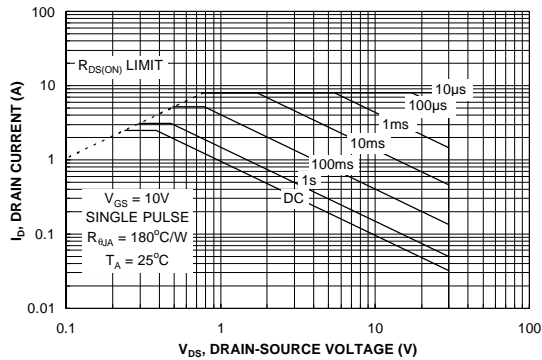 100
10
1
0.1
0.01
I_D, DRAIN CURRENT (A)
R_DS(ON) LIMIT
10µs
100µs
1ms
10ms
100ms
1s
DC
V_GS = 10V
SINGLE PULSE
R_θJA = 180°C/W
T_A = 25°C
0.1
1
10
100
V_DS, DRAIN-SOURCE VOLTAGE (V)